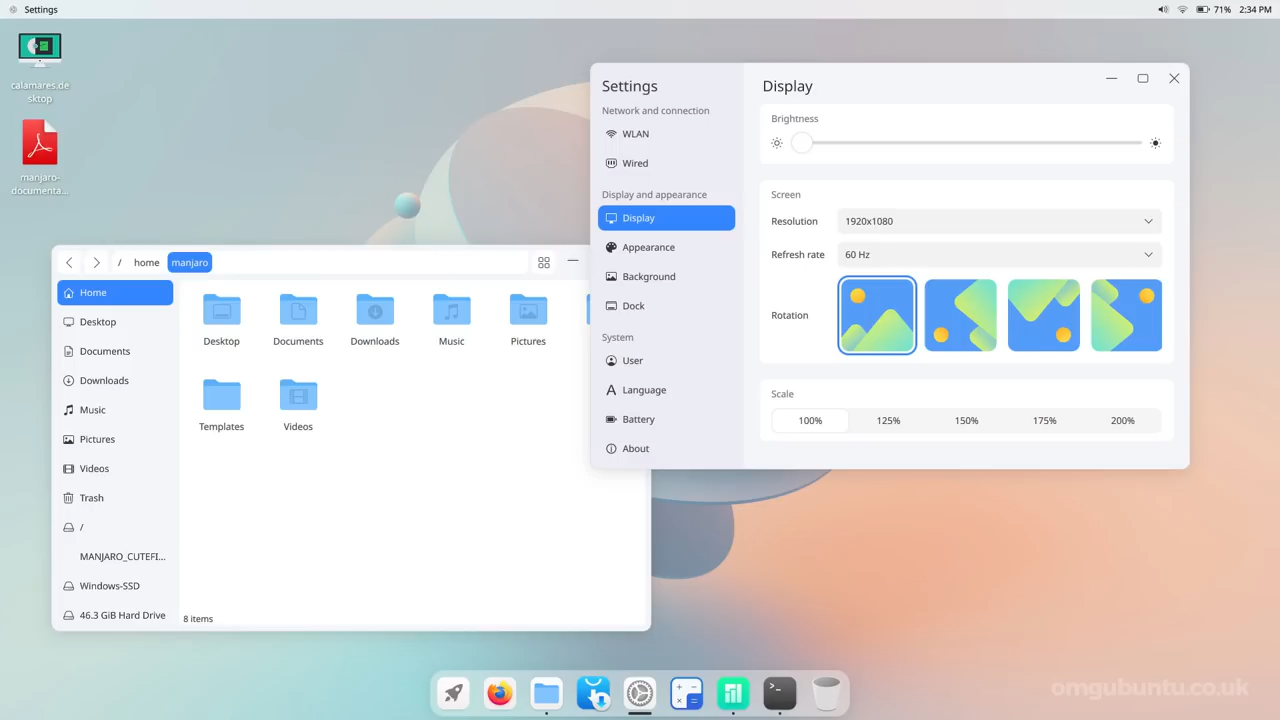 Settings
71%
2:34 PM
calamares.de
sktop
manjaro-
documenta...
/
home
manjaro
Home
Desktop
Documents
Downloads
Music
Pictures
Videos
Trash
/
MANJARO_CUTEFI...
Windows-SSD
46.3 GiB Hard Drive
Desktop
Documents
Downloads
Music
Pictures
Templates
Videos
8 items
Settings
Network and connection
WLAN
Wired
Display and appearance
Display
Appearance
Background
Dock
System
User
Language
Battery
About
Display
Brightness
Screen
Resolution
1920x1080
Refresh rate
60 Hz
Rotation
Scale
100%
125%
150%
175%
200%
omgubuntu.co.uk